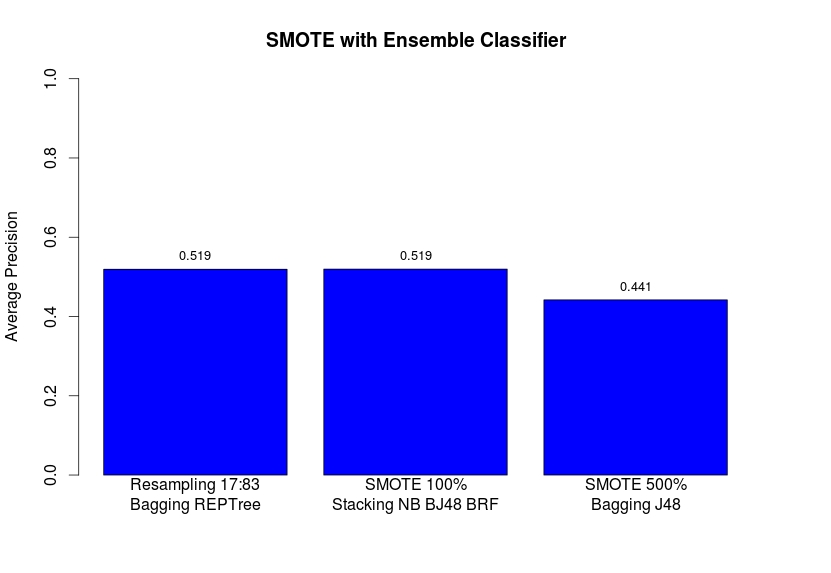 SMOTE with Ensemble Classifier
Average Precision
1.0
0.8
0.6
0.4
0.2
0.0
0.519
0.519
0.441
Resampling 17:83
Bagging REPTree
SMOTE 100%
Stacking NB BJ48 BRF
SMOTE 500%
Bagging J48